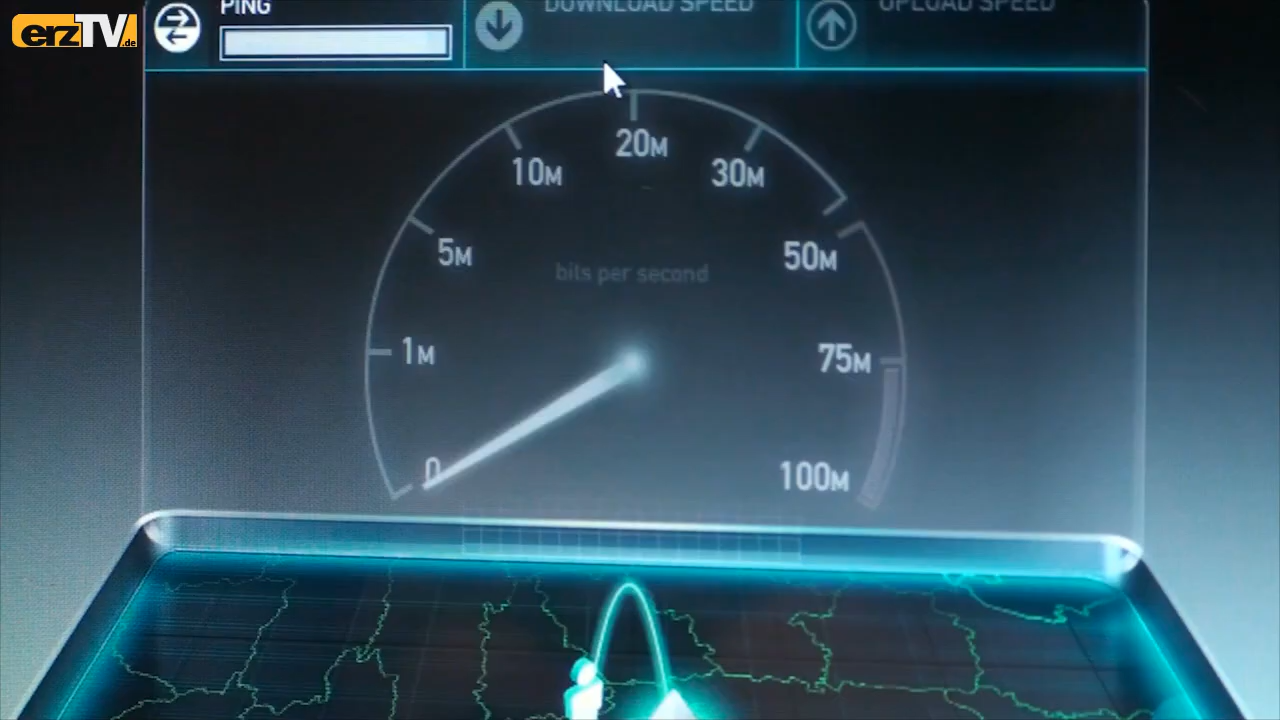 erzTV.de
PING
DOWNLOAD SPEED
UPLOAD SPEED
20M
10M
30M
5M
50M
bits per second
1M
75M
0
100M